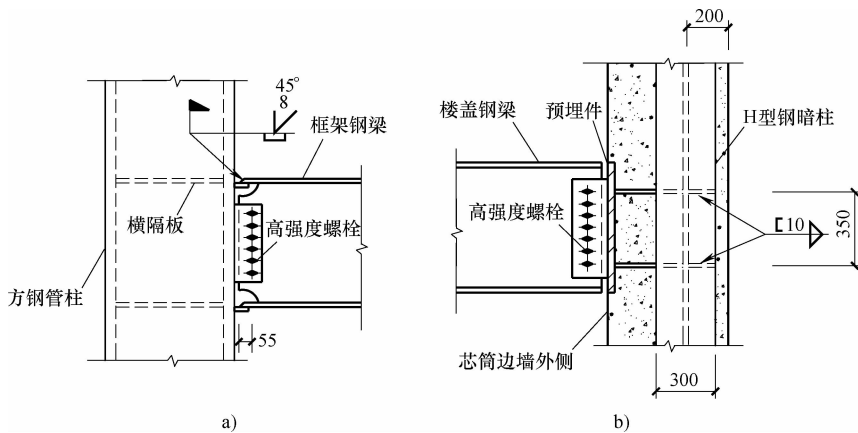 45°
8
框架钢梁
横隔板
高强度螺栓
方钢管柱
55
a)
200
楼盖钢梁
预埋件
H型钢暗柱
高强度螺栓
[10
350
芯筒边墙外侧
300
b)